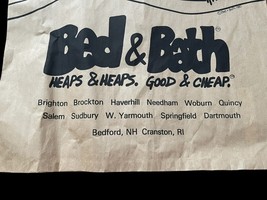 Bed & Bath®
HEAPS & HEAPS. GOOD & CHEAP.®
Brighton Brockton Haverhill Needham Woburn Quincy
Salem Sudbury W. Yarmouth Springfield Dartmouth
Bedford, NH Cranston, RI